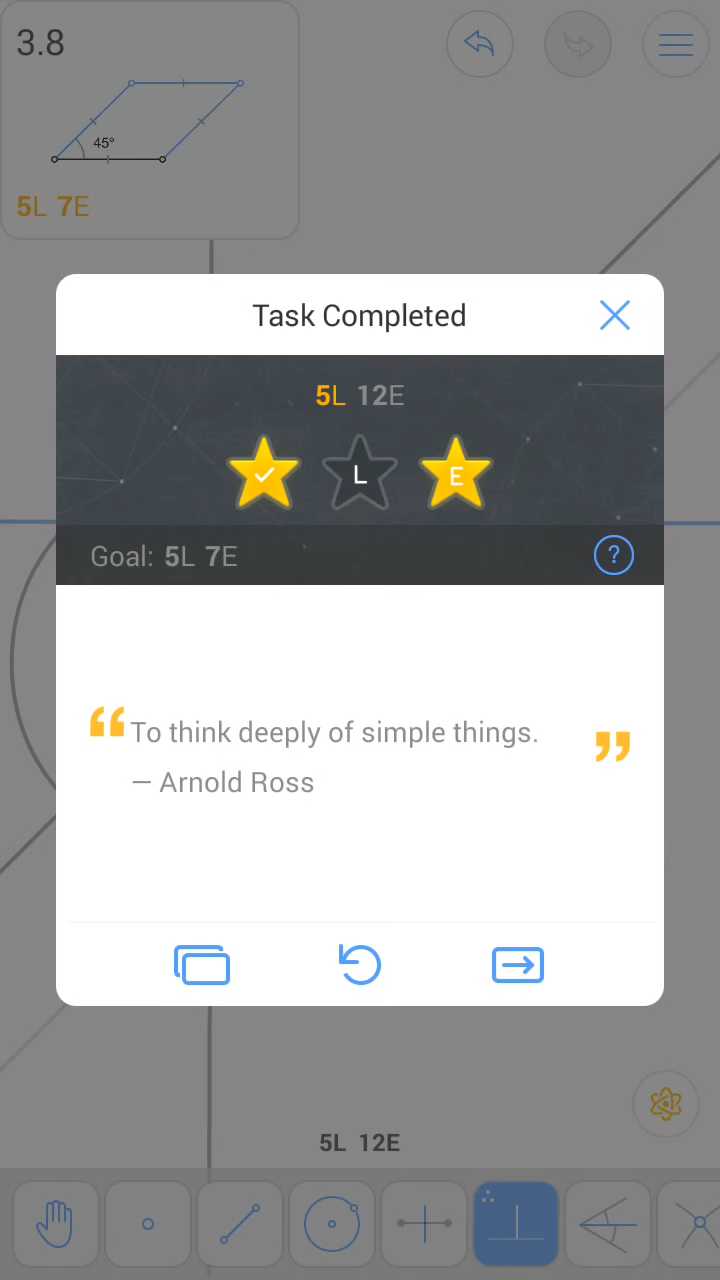 3.8
45°
5L 7E
Task Completed
5L 12E
L E
Goal: 5L 7E
?
“To think deeply of simple things.
— Arnold Ross”
5L 12E